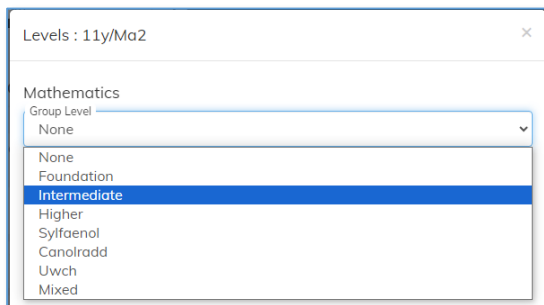 Levels : 11y/Ma2 ×
Mathematics
Group Level
None
None
Foundation
Intermediate
Higher
Sylfaenol
Canolradd
Uwch
Mixed